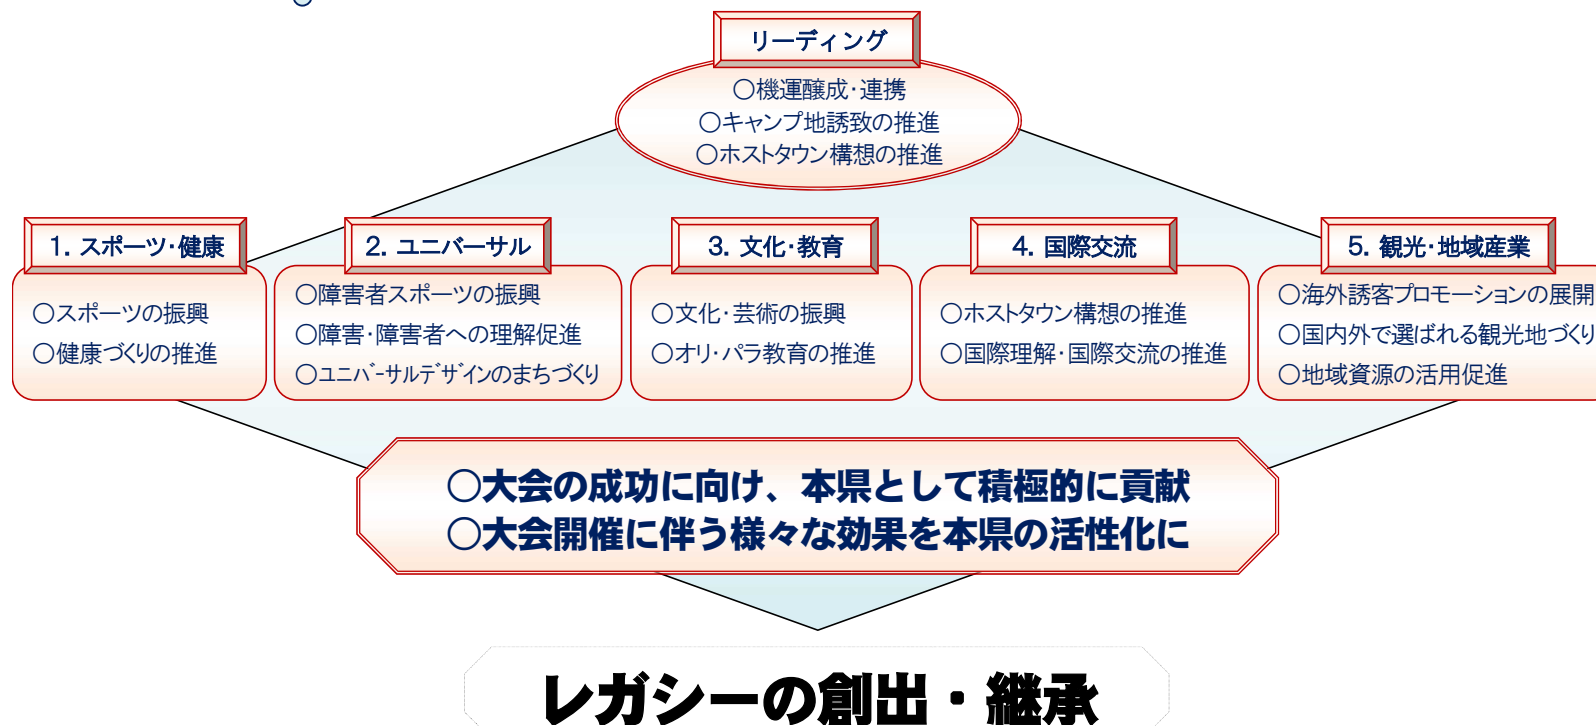 リーディング
○機運醸成・連携
○キャンプ地誘致の推進
○ホストタウン構想の推進
1．スポーツ・健康
○スポーツの振興
○健康づくりの推進
2．ユニバーサル
○障害者スポーツの振興
○障害・障害者への理解促進
○ﾕﾆﾊﾞｰｻﾙﾃﾞｻﾞｲﾝのまちづくり
3．文化・教育
○文化・芸術の振興
○オリ・パラ教育の推進
4．国際交流
○ホストタウン構想の推進
○国際理解・国際交流の推進
5．観光・地域産業
○海外誘客プロモーションの展開
○国内外で選ばれる観光地づくり
○地域資源の活用促進
○大会の成功に向け、本県として積極的に貢献
○大会開催に伴う様々な効果を本県の活性化に
レガシーの創出・継承